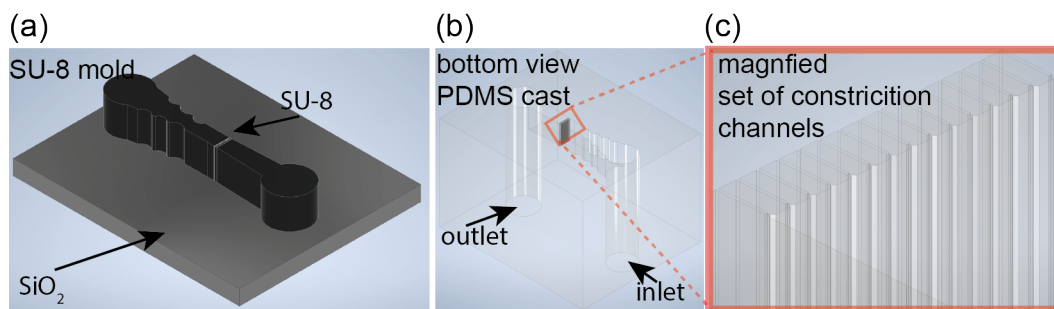 (a)
SU-8 mold
SU-8
SiO₂
(b)
bottom view
PDMS cast
outlet
inlet
(c)
magnfied
set of constricition
channels